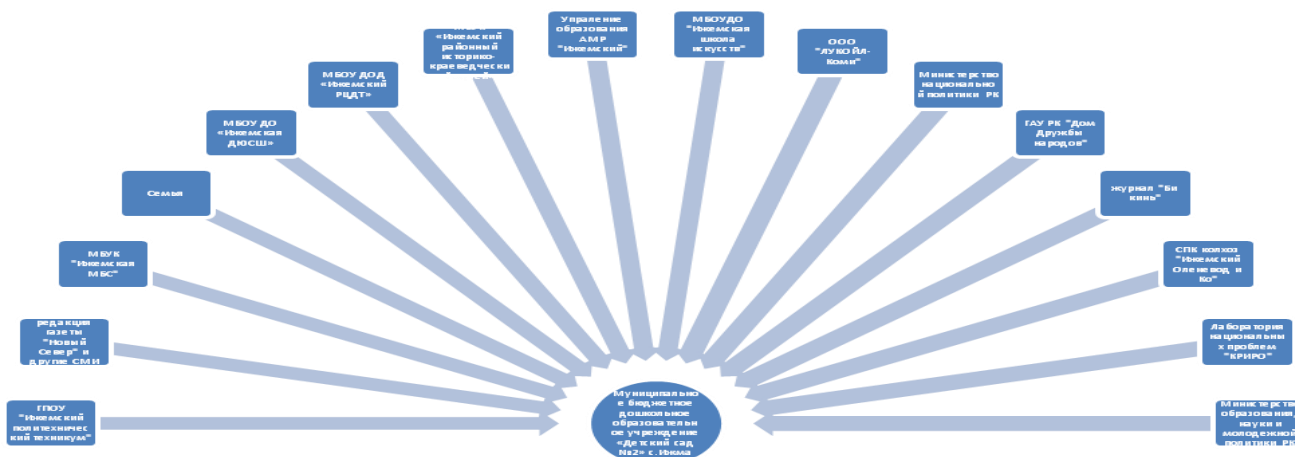 ГПОУ
"Ижемский
политехничес
кий техникум"
редакция
газеты
"Новый
Север" и
другие СМИ
МБУК
"Ижемская
МБС"
Семья
МБОУ ДО
«Ижемская
ДЮСШ»
МБОУ ДОД
«Ижемский
РЦДТ»
«Ижемский
районный
историко-
краеведчески
Упраление
образования
АМР
"Ижемский"
МБОУДО
"Ижемская
школа
искусств"
ООО
"ЛУКОЙЛ-
Коми"
Министерство
национально
й политики РК
ГАУ РК "Дом
Дружбы
народов"
журнал "Би
кинь"
СПК колхоз
"Ижемский
Оленевод и
Ко"
Лаборатория
национальны
х проблем
"КРИРО"
Министерство
образования,
науки и
молодежной
политики РК
Муниципально
е бюджетное
дошкольное
образовательн
ое учреждение
«Детский сад
№2» с. Ижма